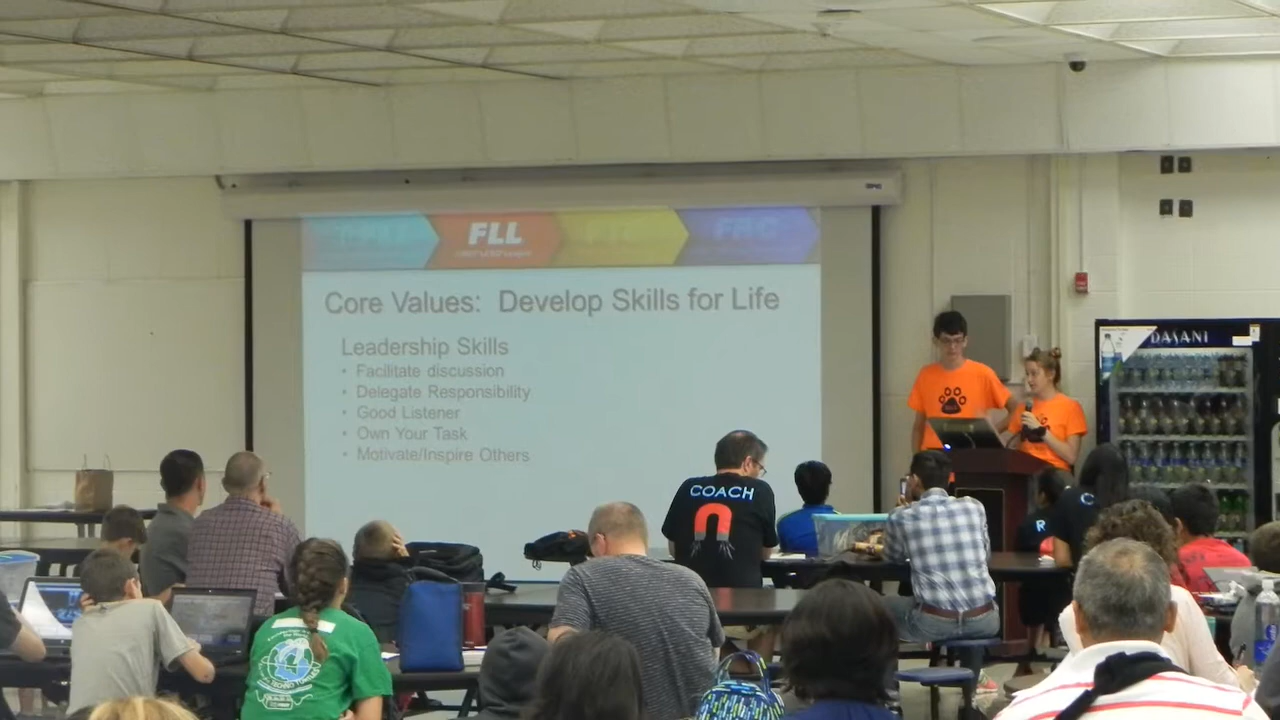 FLL
Core Values: Develop Skills for Life
Leadership Skills
• Facilitate discussion
• Delegate Responsibility
• Good Listener
• Own Your Task
• Motivate/Inspire Others
DASANI
COACH
R
C